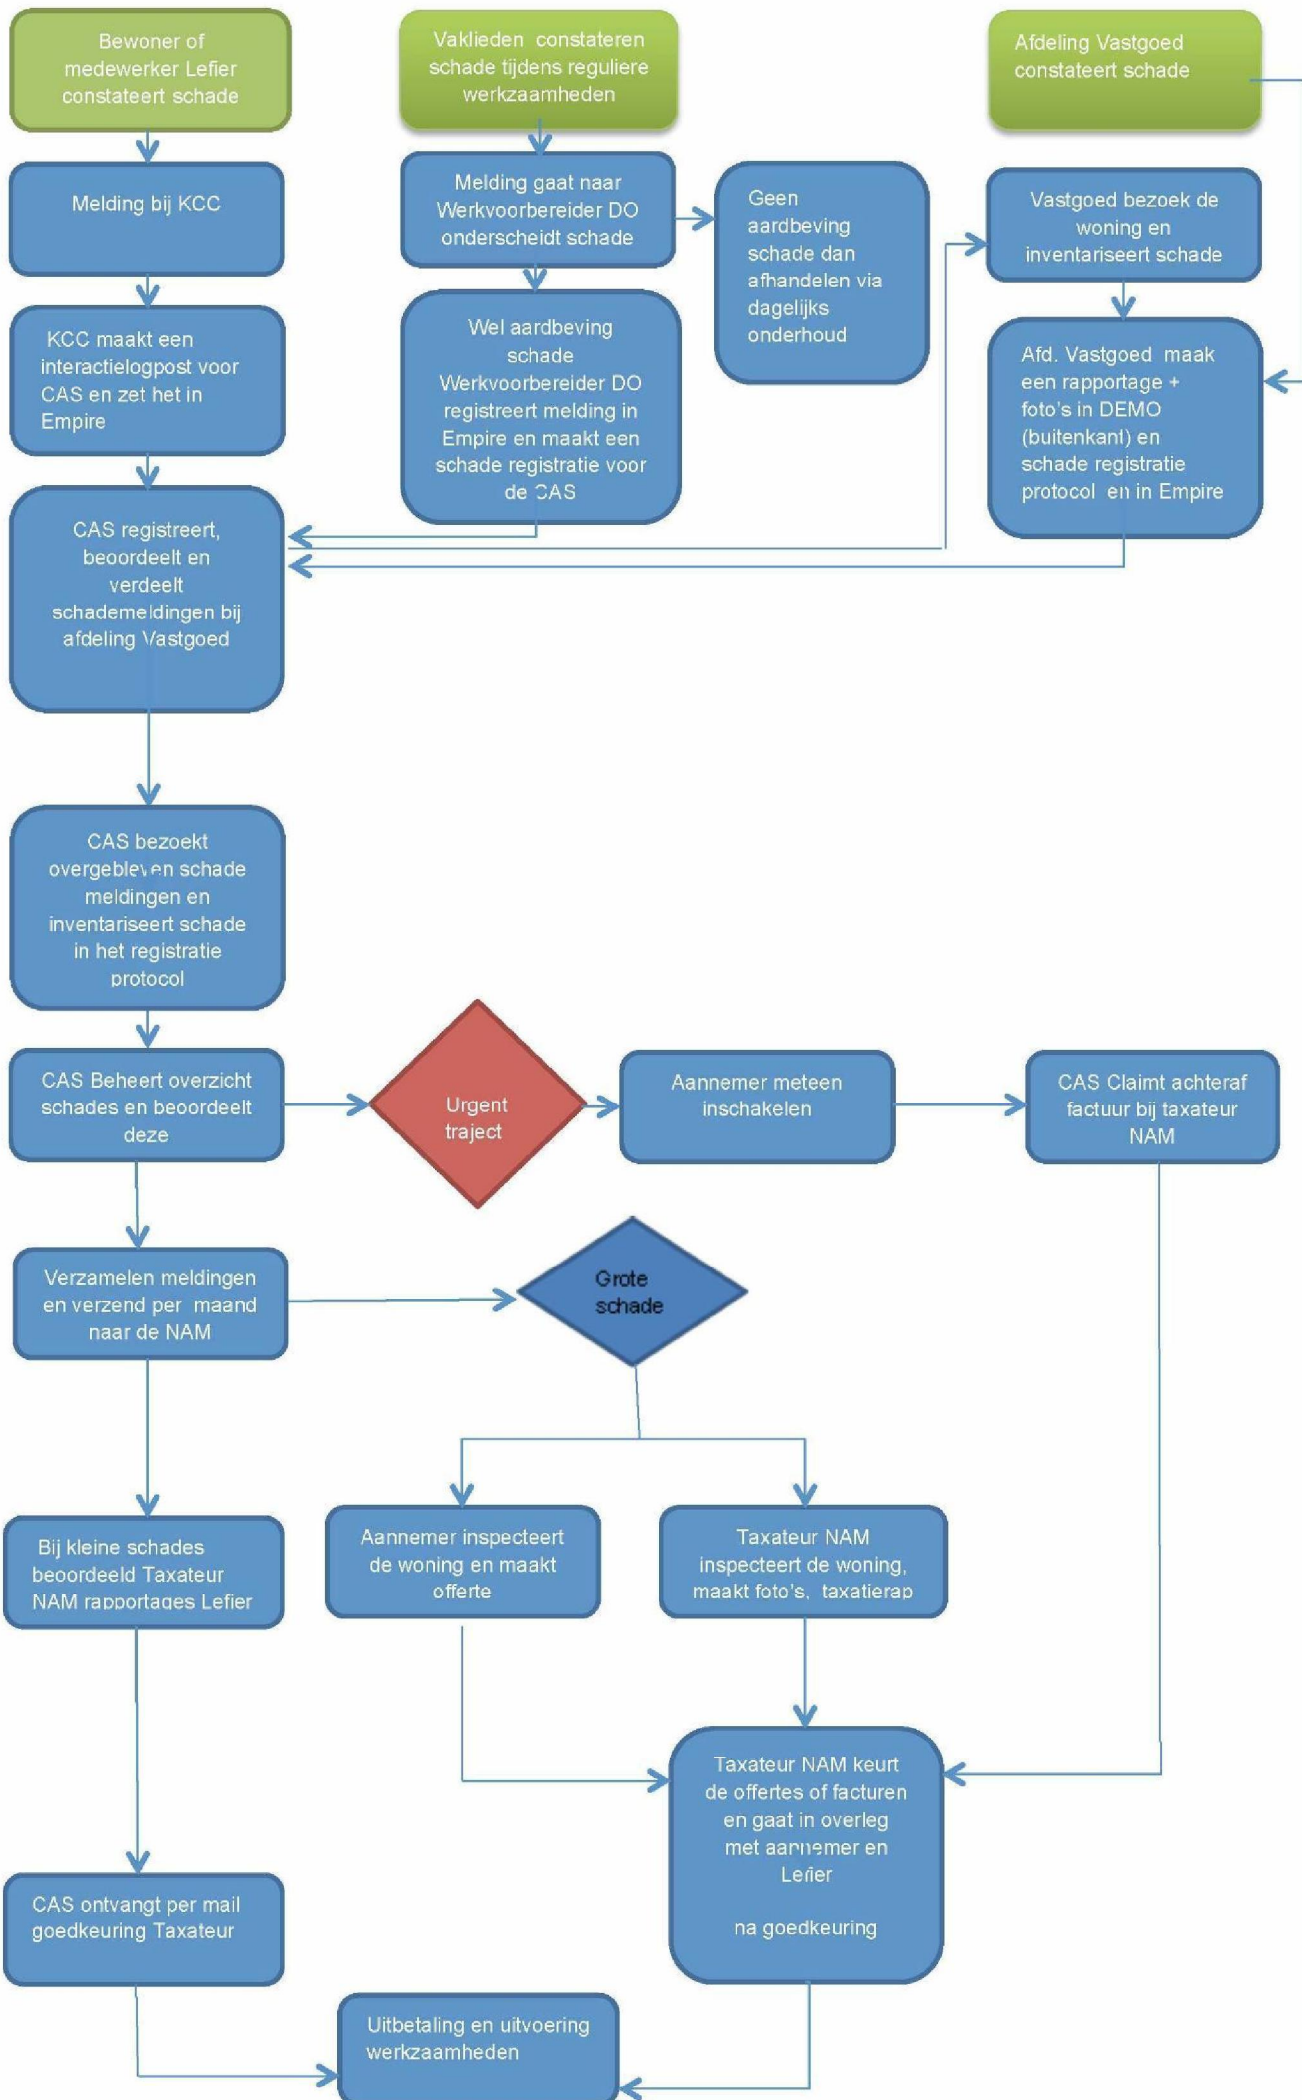 Bewoner of
medewerker Lefier
constateert schade
Vaklieden constateren
schade tijdens reguliere
werkzaamheden
Afdeling Vastgoed
constateert schade
Melding bij KCC
Melding gaat naar
Werkvoorbereider DO
onderscheidt schade
Geen
aardbeving
schade dan
afhandelen via
dagelijks
onderhoud
Vastgoed bezoek de
woning en
inventariseert schade
KCC maakt een
interactielogpost voor
CAS en zet het in
Empire
Wel aardbeving
schade
Werkvoorbereider DO
registreert melding in
Empire en maakt een
schade registratie voor
de CAS
Afd. Vastgoed maak
een rapportage +
foto's in DEMO
(buitenkant) en
schade registratie
protocol en in Empire
CAS registreert,
beoordeelt en
verdeelt
schademeldingen bij
afdeling Vastgoed
CAS bezoekt
overgebleven schade
meldingen en
inventariseert schade
in het registratie
protocol
CAS Beheert overzicht
schades en beoordeelt
deze
Urgent
traject
Aannemer meteen
inschakelen
CAS Claimt achteraf
factuur bij taxateur
NAM
Verzamelen meldingen
en verzend per maand
naar de NAM
Grote
schade
Bij kleine schades
beoordeeld Taxateur
NAM rapportages Lefier
Aannemer inspecteert
de woning en maakt
offerte
Taxateur NAM
inspecteert de woning,
maakt foto's, taxatierap
Taxateur NAM keurt
de offertes of facturen
en gaat in overleg
met aannemer en
Lefier
na goedkeuring
CAS ontvangt per mail
goedkeuring Taxateur
Uitbetaling en uitvoering
werkzaamheden